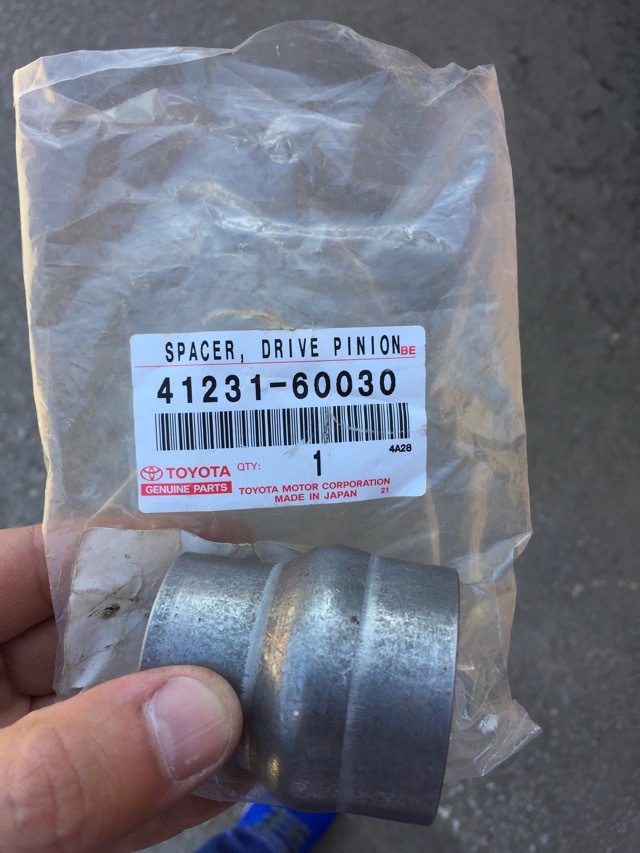 SPACER, DRIVE PINION BE
41231-60030
4A28
TOYOTA QTY: 1
GENUINE PARTS
TOYOTA MOTOR CORPORATION
MADE IN JAPAN 21